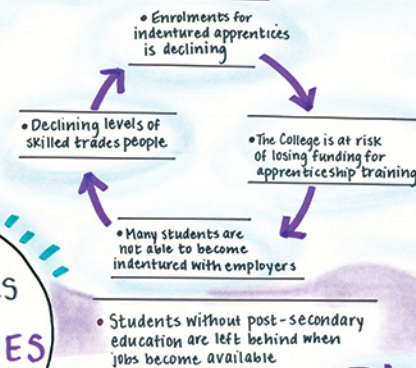 • Enrolments for
indentured apprentices
is declining
• Declining levels of
skilled trades people
• The College is at risk
of losing funding for
apprenticeship training
• Many students are
not able to become
indentured with employers
• Students without post-secondary
education are left behind when
jobs become available
S
ES